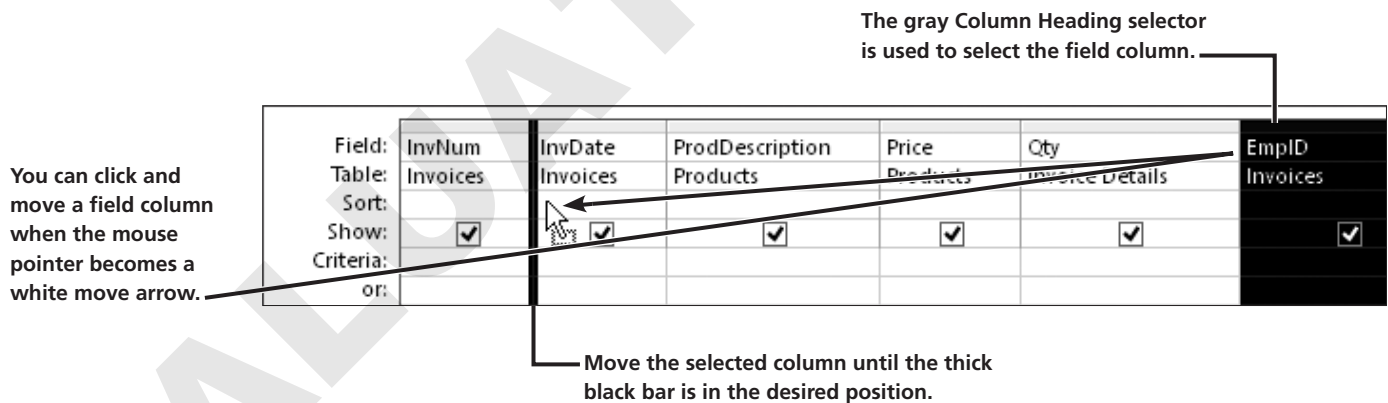 The gray Column Heading selector
is used to select the field column.
You can click and
move a field column
when the mouse
pointer becomes a
white move arrow.
Field: InvNum InvDate ProdDescription Price Qty EmpID
Table: Invoices Invoices Products Products Invoice Details Invoices
Sort:
Show:
Criteria:
or:
Move the selected column until the thick
black bar is in the desired position.